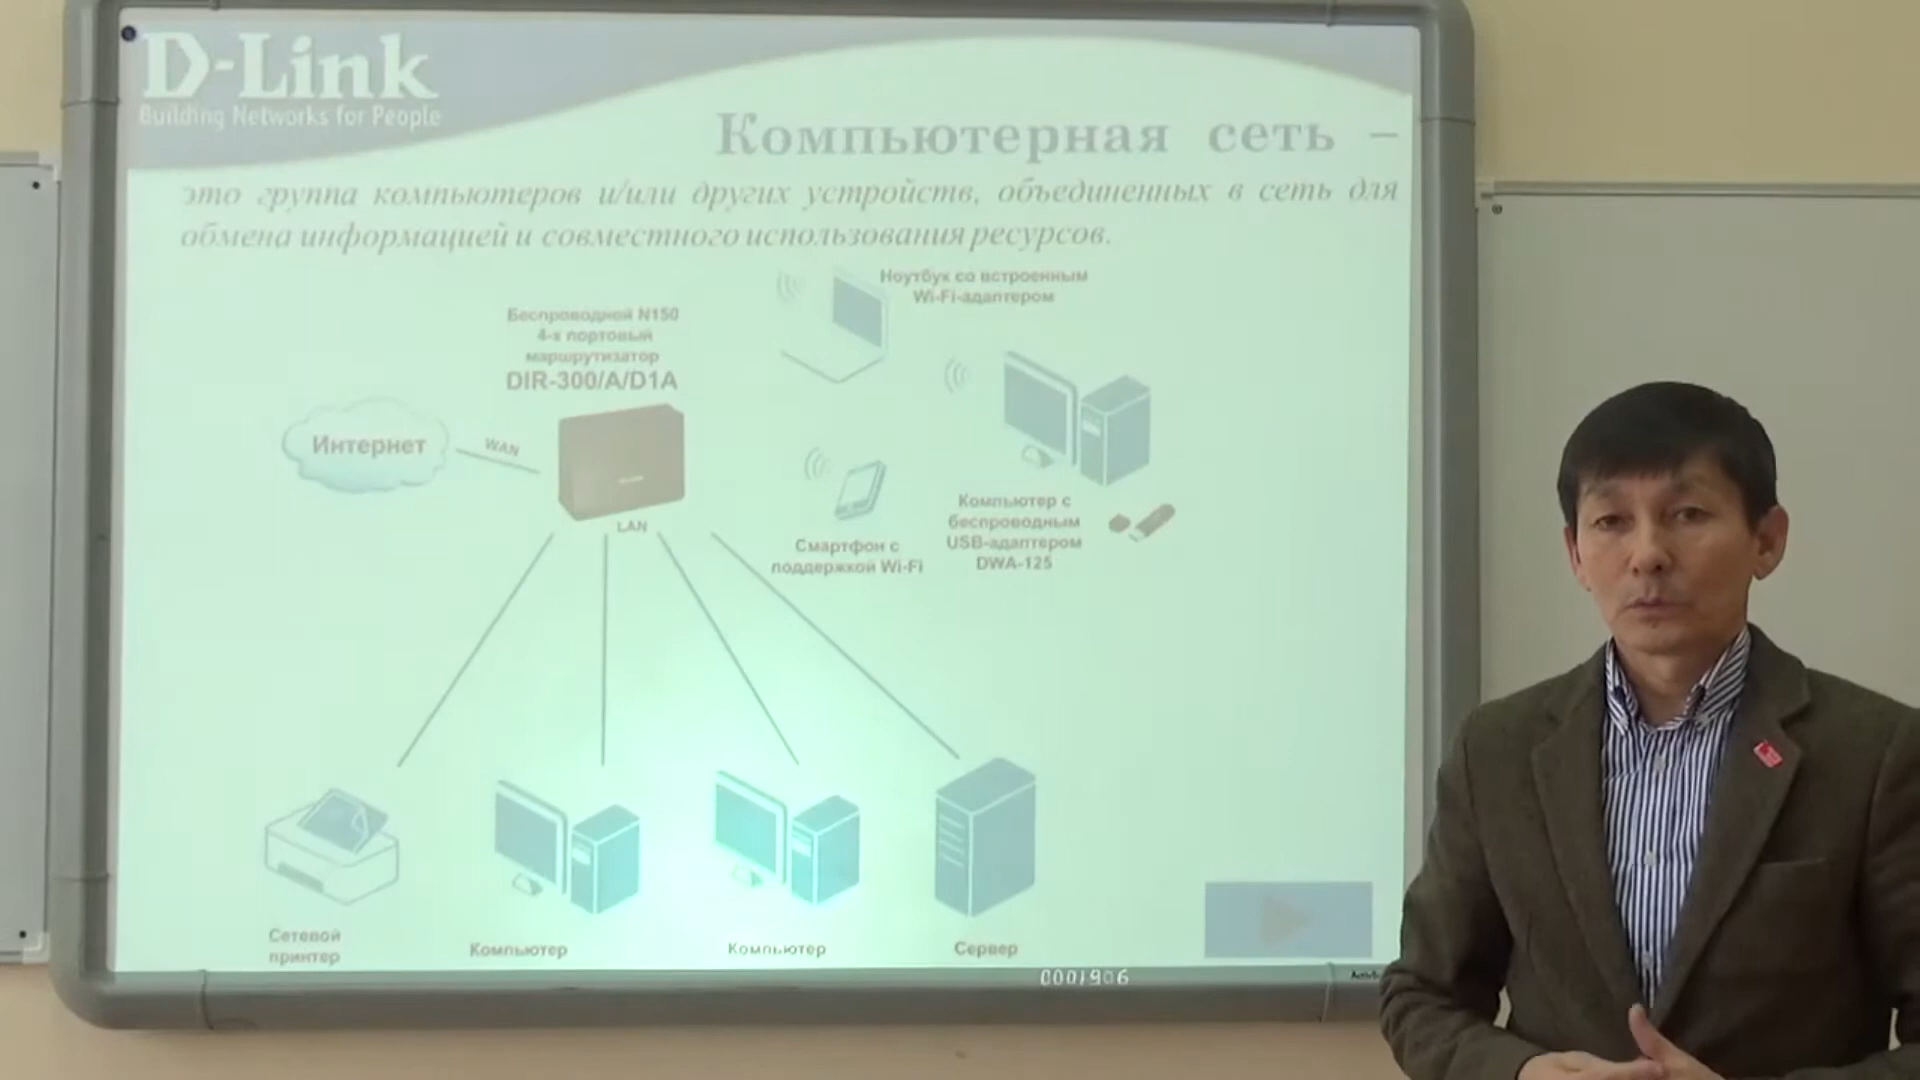 D-Link
Building Networks for People
Компьютерная сеть –
это группа компьютеров и/или других устройств, объединенных в сеть для
обмена информацией и совместного использования ресурсов.
Ноутбук со встроенным
Wi-Fi-адаптером
Беспроводной N150
4-х портовый
маршрутизатор
DIR-300/A/D1A
Интернет
WAN
LAN
Смартфон с
поддержкой Wi-Fi
Компьютер с
беспроводным
USB-адаптером
DWA-125
Сетевой
принтер
Компьютер
Компьютер
Сервер
0001906